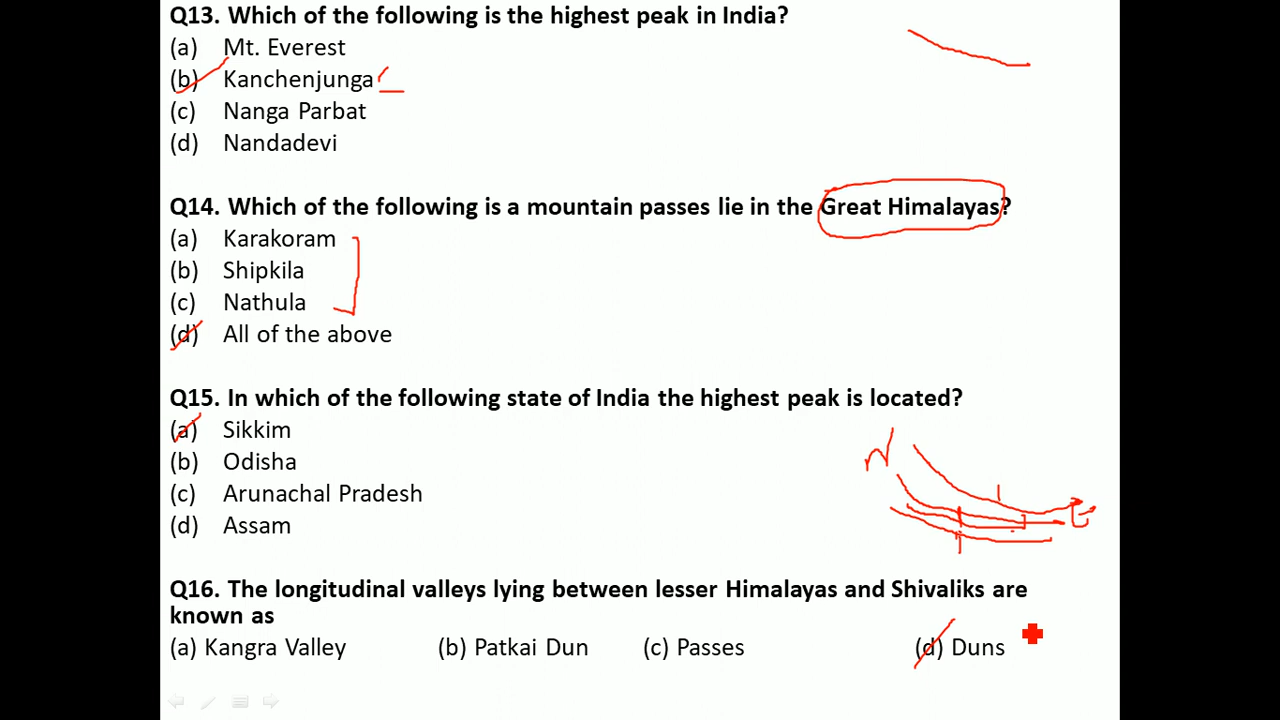 Q13. Which of the following is the highest peak in India?
(a) Mt. Everest
(b) Kanchenjunga
(c) Nanga Parbat
(d) Nandadevi
Q14. Which of the following is a mountain passes lie in the Great Himalayas?
(a) Karakoram
(b) Shipkila
(c) Nathula
(d) All of the above
Q15. In which of the following state of India the highest peak is located?
(a) Sikkim
(b) Odisha
(c) Arunachal Pradesh
(d) Assam
N
E
Q16. The longitudinal valleys lying between lesser Himalayas and Shivaliks are
known as
(a) Kangra Valley (b) Patkai Dun (c) Passes (d) Duns